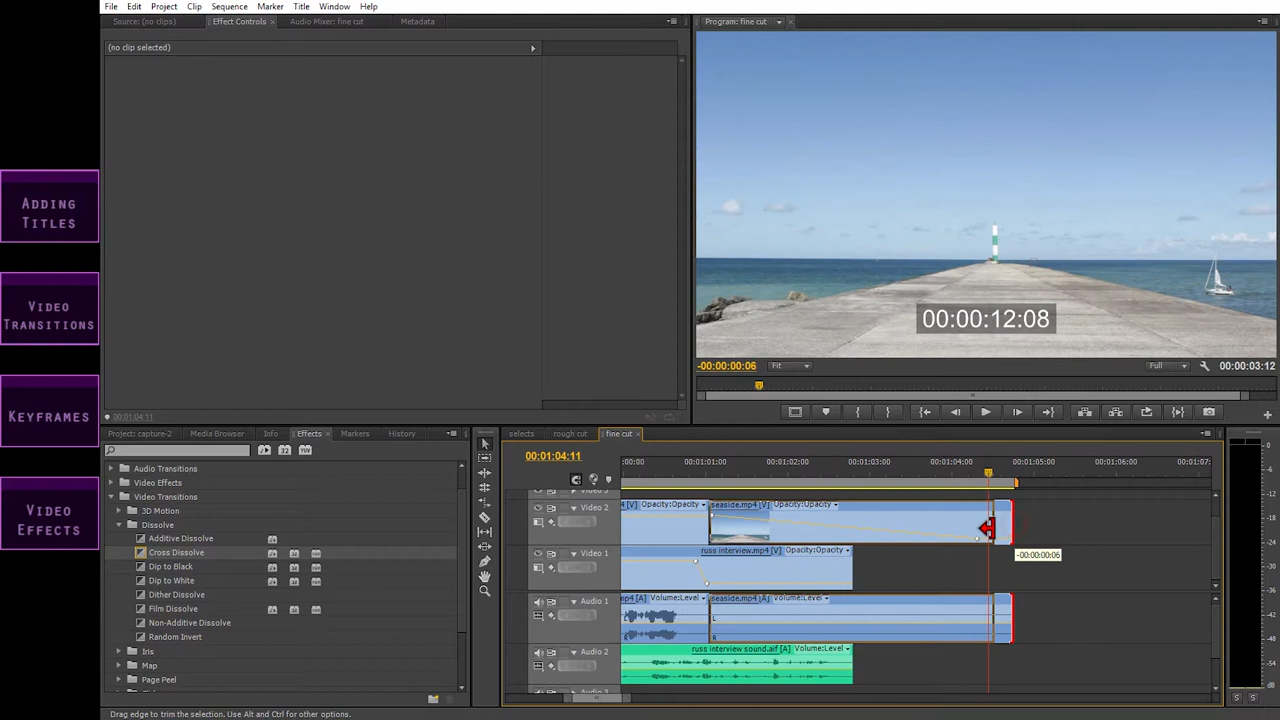 File Edit Project Clip Sequence Marker Title Window Help
Source: (no clips) Effect Controls Audio Mixer: fine cut Metadata
(no clip selected)
Program: fine cut
Adding
Titles
Video
Transitions
Keyframes
Video
Effects
00:00:12:08
-00:00:00:06 Fit Full 00:00:03:12
00:01:04:11
Project: capture-2 Media Browser Info Effects Markers History
32 YUV
Audio Transitions
Video Effects
Video Transitions
3D Motion
Dissolve
Additive Dissolve
Cross Dissolve
Dip to Black
Dip to White
Dither Dissolve
Film Dissolve
Non-Additive Dissolve
Random Invert
Iris
Map
Page Peel
selects rough cut fine cut
00:01:04:11
:00:00 00:01:01:00 00:01:02:00 00:01:03:00 00:01:04:00 00:01:05:00 00:01:06:00 00:01:07:
Video 2 4 [V] Opacity:Opacity seaside.mp4 [V] Opacity:Opacity
Video 1 russ interview.mp4 [V] Opacity:Opacity
-00:00:00:06
Audio 1 mp4 [A] Volume:Level seaside.mp4 [A] Volume:Level
L L
R R
Audio 2 russ interview sound.aif [A] Volume:Level
Audio 3
S S
Drag edge to trim the selection. Use Alt and Ctrl for other options.